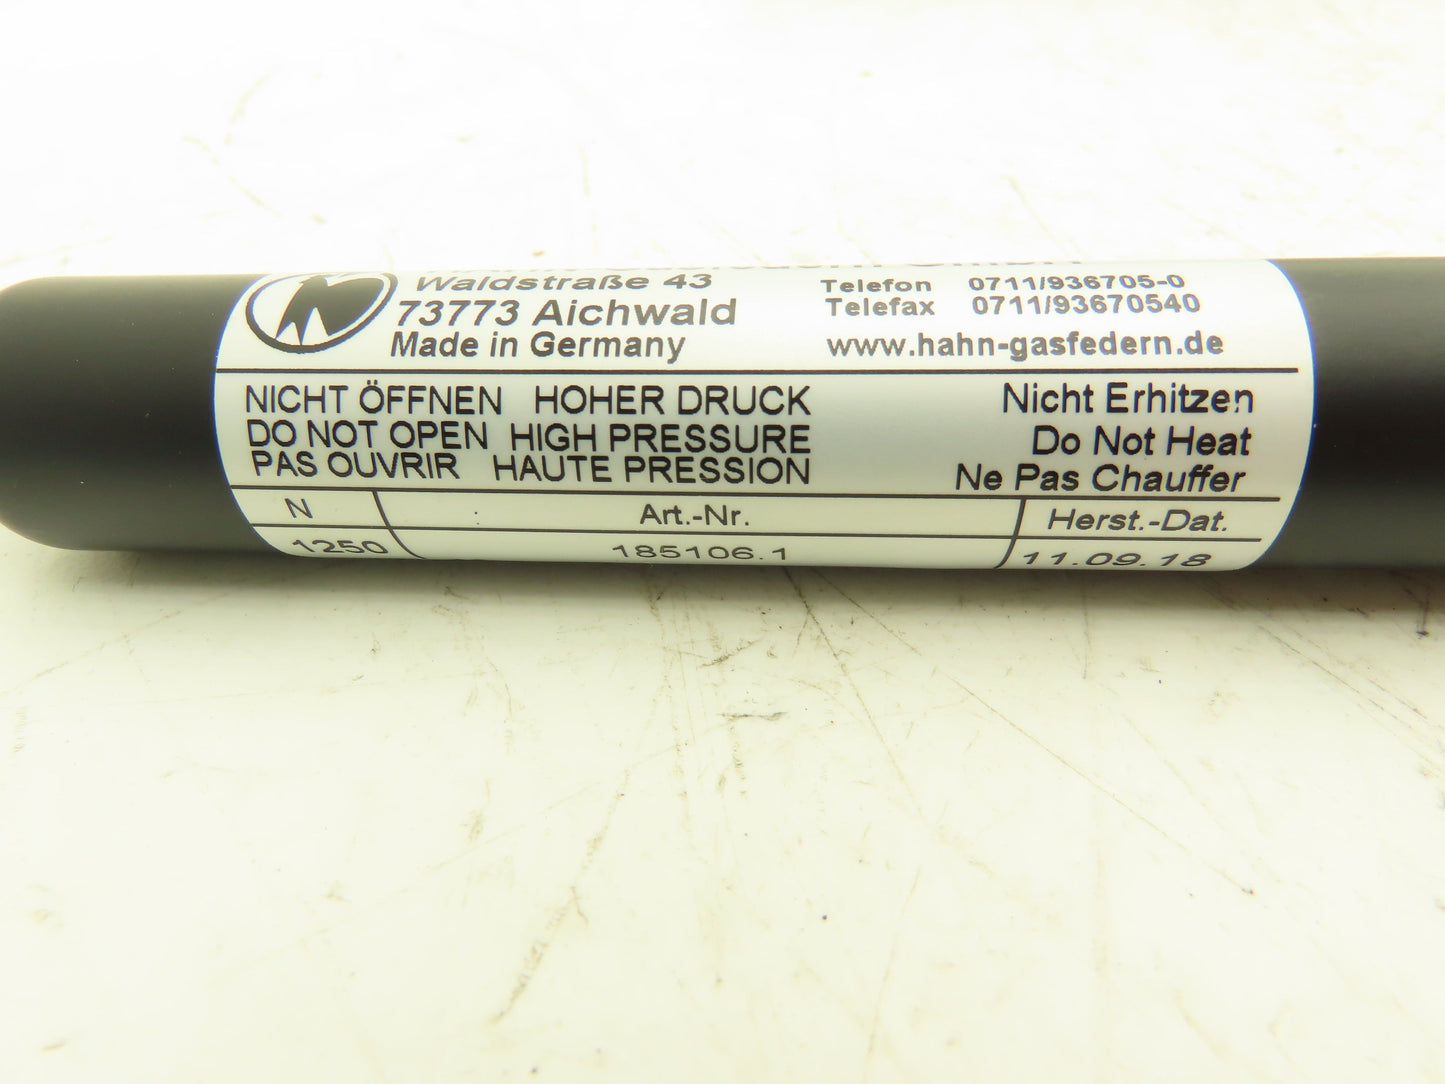 Waldstraße 43
73773 Aichwald
Made in Germany
Telefon 0711/936705-0
Telefax 0711/93670540
www.hahn-gasfedern.de
NICHT ÖFFNEN HOHER DRUCK
DO NOT OPEN HIGH PRESSURE
PAS OUVRIR HAUTE PRESSION
Nicht Erhitzen
Do Not Heat
Ne Pas Chauffer
N Art.-Nr. Herst.-Dat.
1250 185106.1 11.09.18